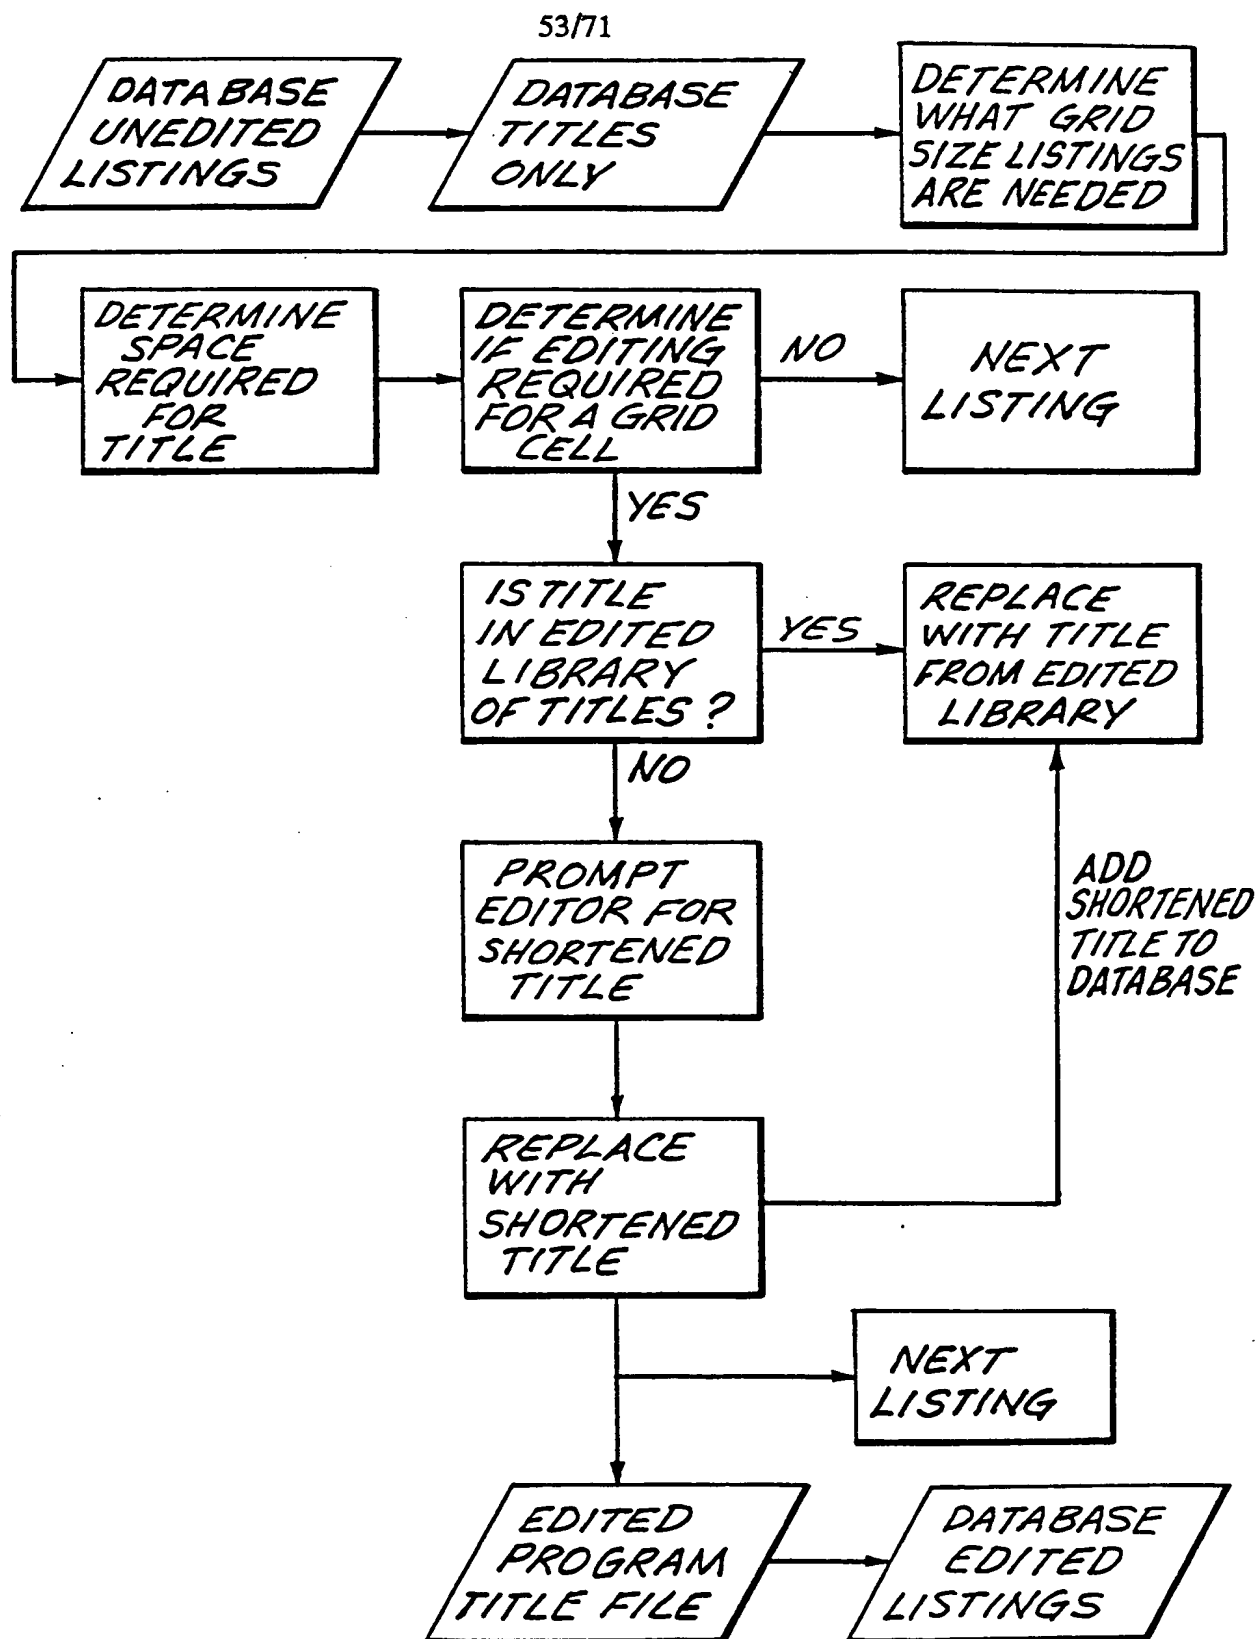 53/71
DATABASE
UNEDITED
LISTINGS
DATABASE
TITLES
ONLY
DETERMINE
WHAT GRID
SIZE LISTINGS
ARE NEEDED
DETERMINE
SPACE
REQUIRED
FOR
TITLE
DETERMINE
IF EDITING
REQUIRED
FOR A GRID
CELL
NO
NEXT
LISTING
YES
IS TITLE
IN EDITED
LIBRARY
OF TITLES?
YES
REPLACE
WITH TITLE
FROM EDITED
LIBRARY
NO
PROMPT
EDITOR FOR
SHORTENED
TITLE
ADD
SHORTENED
TITLE TO
DATABASE
REPLACE
WITH
SHORTENED
TITLE
NEXT
LISTING
EDITED
PROGRAM
TITLE FILE
DATABASE
EDITED
LISTINGS